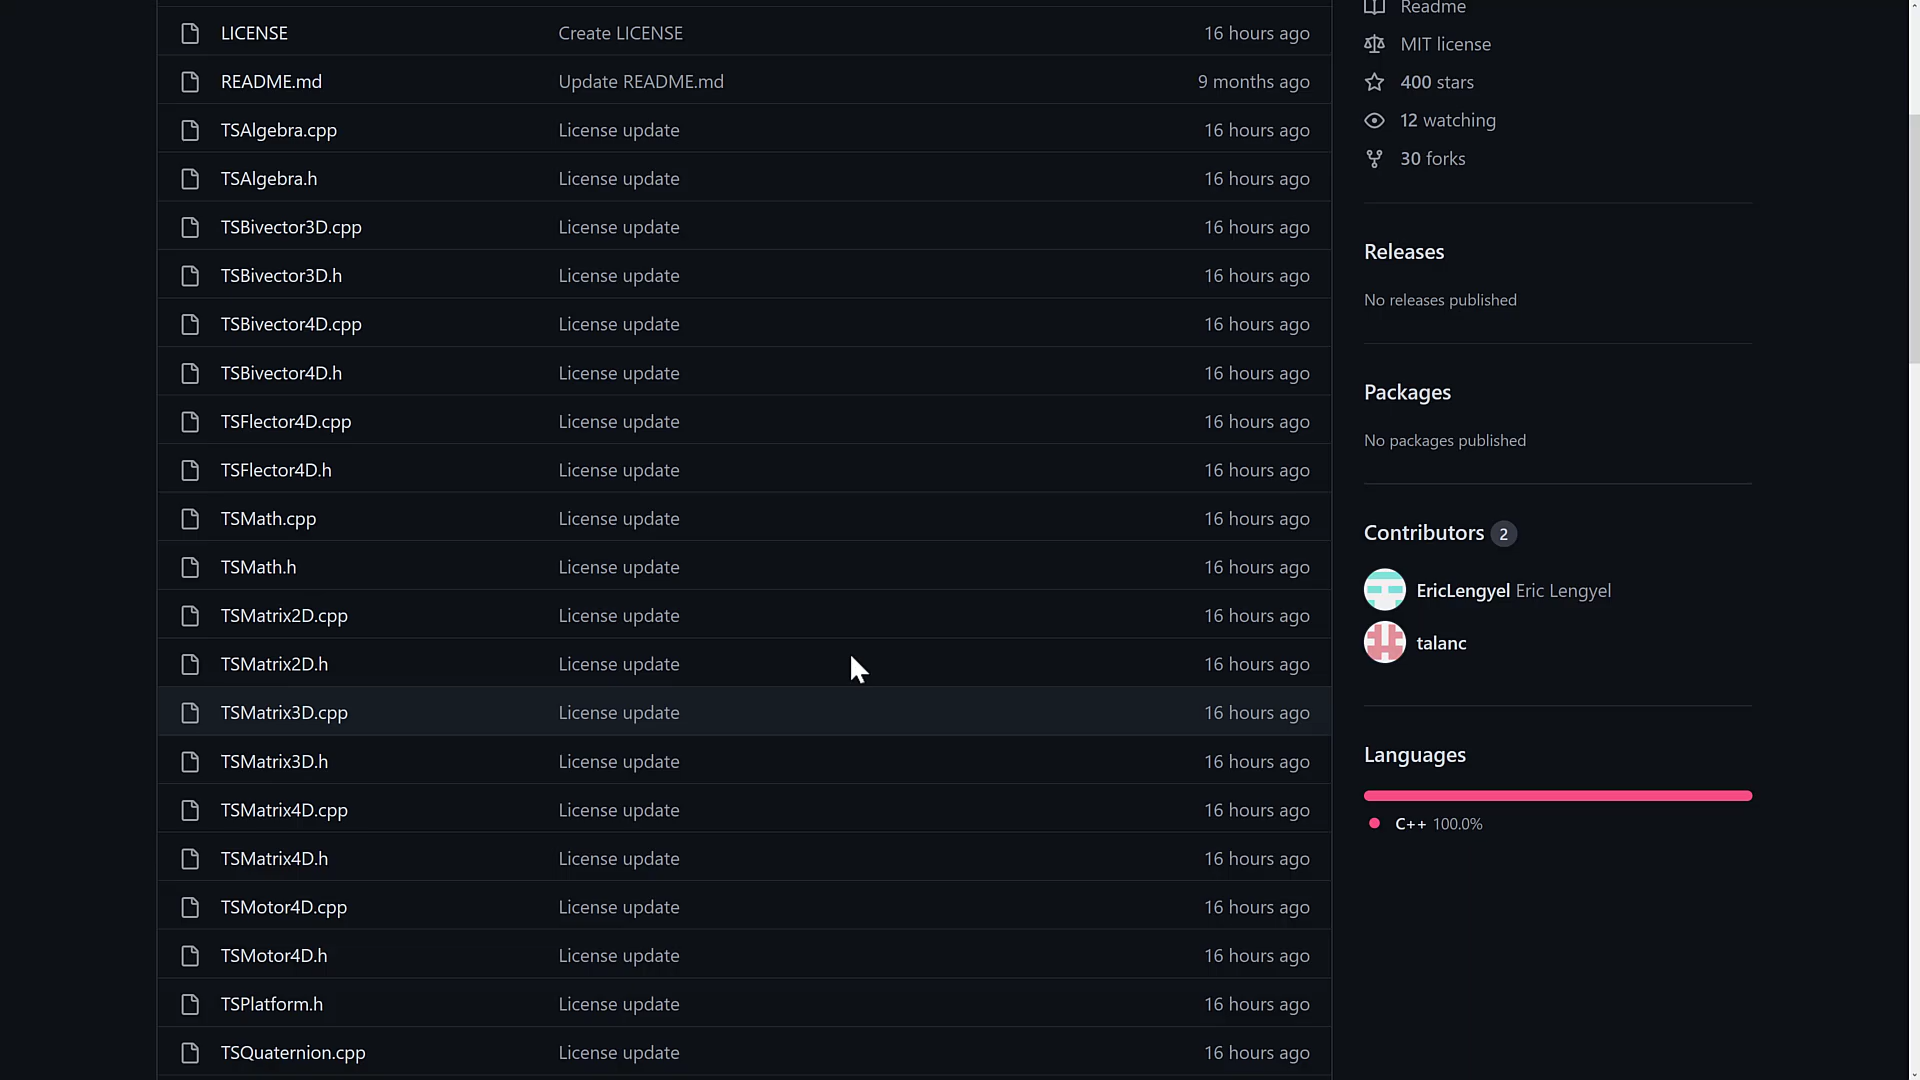 LICENSE Create LICENSE 16 hours ago
README.md Update README.md 9 months ago
TSAlgebra.cpp License update 16 hours ago
TSAlgebra.h License update 16 hours ago
TSBivector3D.cpp License update 16 hours ago
TSBivector3D.h License update 16 hours ago
TSBivector4D.cpp License update 16 hours ago
TSBivector4D.h License update 16 hours ago
TSFlector4D.cpp License update 16 hours ago
TSFlector4D.h License update 16 hours ago
TSMath.cpp License update 16 hours ago
TSMath.h License update 16 hours ago
TSMatrix2D.cpp License update 16 hours ago
TSMatrix2D.h License update 16 hours ago
TSMatrix3D.cpp License update 16 hours ago
TSMatrix3D.h License update 16 hours ago
TSMatrix4D.cpp License update 16 hours ago
TSMatrix4D.h License update 16 hours ago
TSMotor4D.cpp License update 16 hours ago
TSMotor4D.h License update 16 hours ago
TSPlatform.h License update 16 hours ago
TSQuaternion.cpp License update 16 hours ago
Readme
MIT license
400 stars
12 watching
30 forks
Releases
No releases published
Packages
No packages published
Contributors 2
EricLengyel Eric Lengyel
talanc
Languages
C++ 100.0%